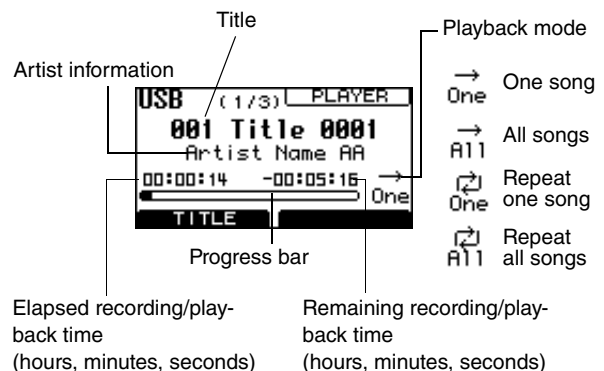 Title
Playback mode
Artist information
USB (1/3) PLAYER
001 Title 0001
Artist Name AA
00:00:14 -00:05:16
→ One
TITLE
→ One One song
→ All All songs
One Repeat
one song
All Repeat
all songs
Progress bar
Elapsed recording/play-
back time
(hours, minutes, seconds)
Remaining recording/play-
back time
(hours, minutes, seconds)